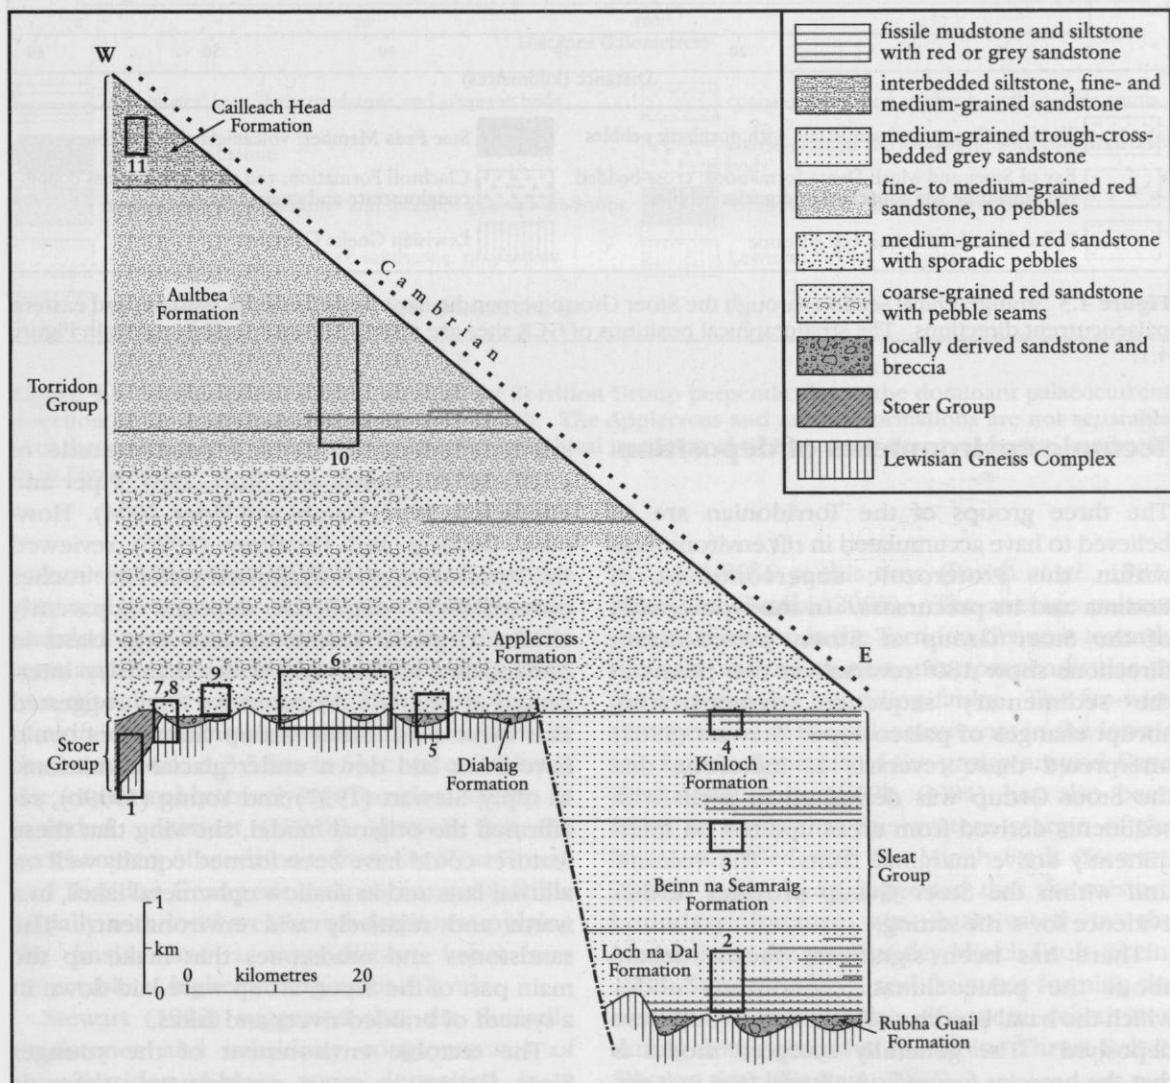 W
Cailleach Head
Formation
11
Cambrian
Aultbea
Formation
Torridon
Group
10
Applecross
Formation
E
7,8
9
6
5
Stoer
Group
Diabaig
Formation
1
4
Kinloch
Formation
3
Sleat
Group
Beinn na Seamraig
Formation
2
Loch na Dal
Formation
Rubha Guail
Formation
1
km
0
0 kilometres 20
fissile mudstone and siltstone
with red or grey sandstone
interbedded siltstone, fine- and
medium-grained sandstone
medium-grained trough-cross-
bedded grey sandstone
fine- to medium-grained red
sandstone, no pebbles
medium-grained red sandstone
with sporadic pebbles
coarse-grained red sandstone
with pebble seams
locally derived sandstone and
breccia
Stoer Group
Lewisian Gneiss Complex